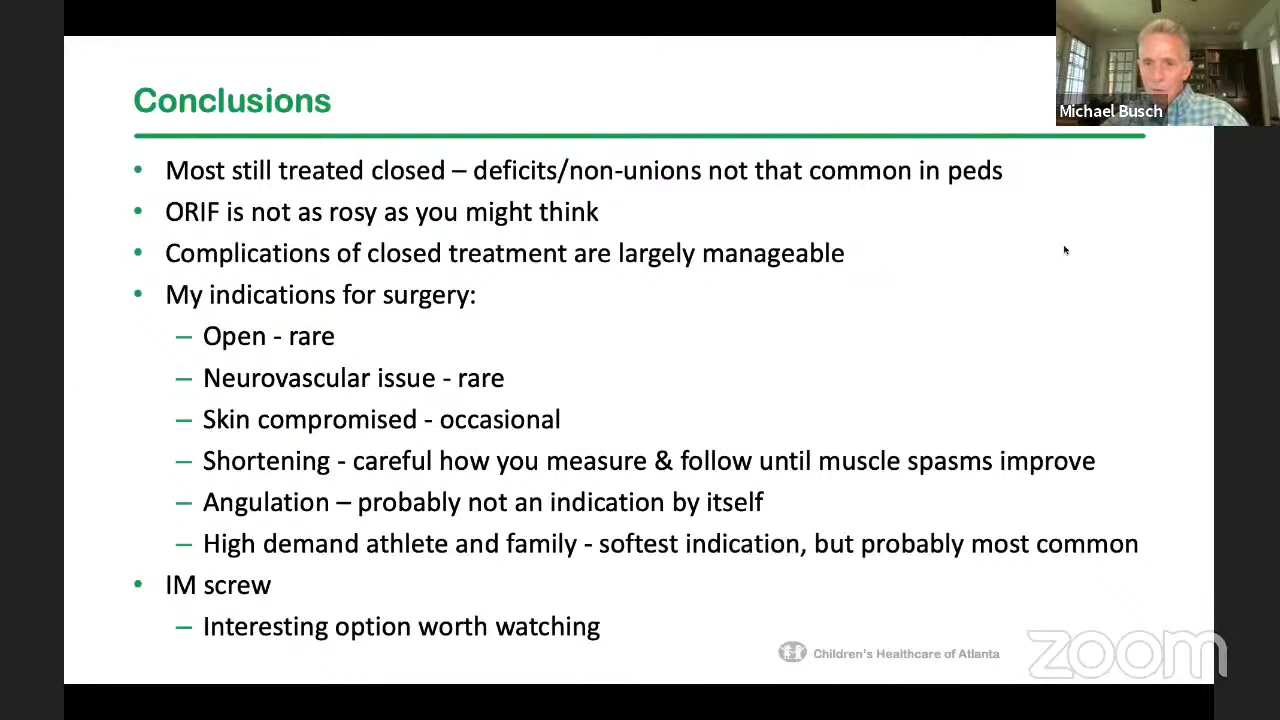 Conclusions
Michael Busch
• Most still treated closed – deficits/non-unions not that common in peds
• ORIF is not as rosy as you might think
• Complications of closed treatment are largely manageable
• My indications for surgery:
– Open - rare
– Neurovascular issue - rare
– Skin compromised - occasional
– Shortening - careful how you measure & follow until muscle spasms improve
– Angulation – probably not an indication by itself
– High demand athlete and family - softest indication, but probably most common
• IM screw
– Interesting option worth watching
Children's Healthcare of Atlanta
zoom